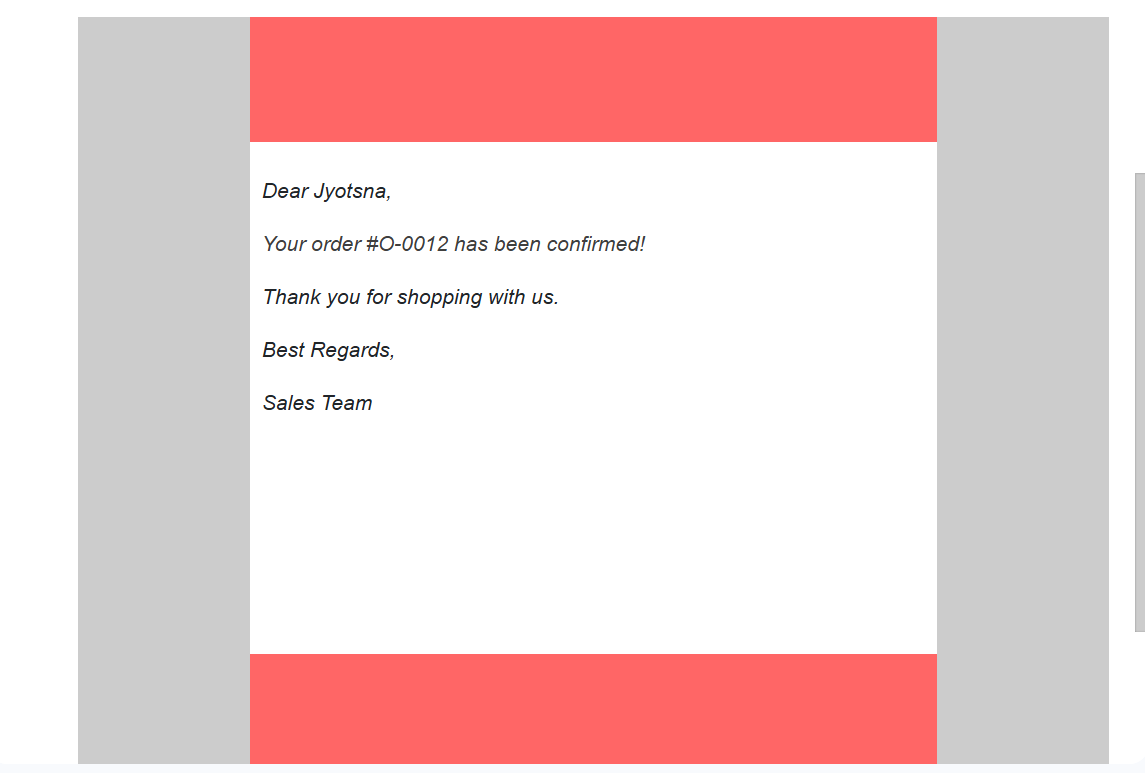 Dear Jyotsna,
Your order #O-0012 has been confirmed!
Thank you for shopping with us.
Best Regards,
Sales Team